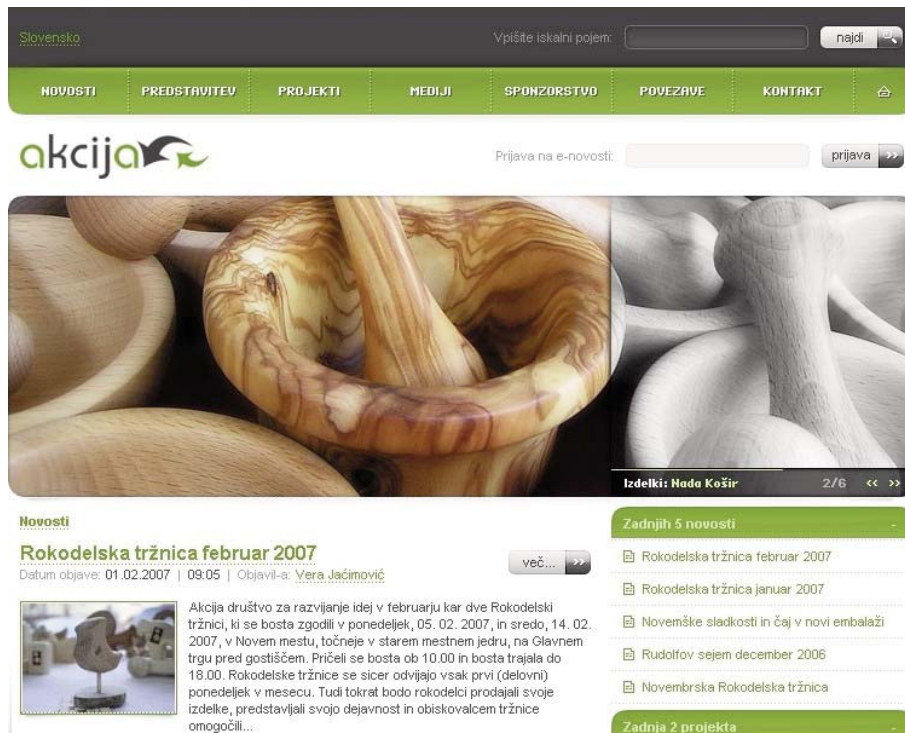 Slovensko
Vpišite iskalni pojem:
najdi
NOVOSTI PREDSTAVITEV PROJEKTI MEDIJI SPONZORSTVO POVEZAVE KONTAKT
akcija
Prijava na e-novosti:
prijava >>
Izdelki: Nada Košir 2/6 << >>
Novosti
Rokodelska tržnica februar 2007
Datum objave: 01.02.2007 | 09:05 | Objavil-a: Vera Jaćimović
več... >>
Akcija društvo za razvijanje idej v februarju kar dve Rokodelski
tržnici, ki se bosta zgodili v ponedeljek, 05. 02. 2007, in sredo, 14. 02.
2007, v Novem mestu, točneje v starem mestnem jedru, na Glavnem
trgu pred gostiščem. Pričeli se bosta ob 10.00 in bosta trajala do
18.00. Rokodelske tržnice se sicer odvijajo vsak prvi (delovni)
ponedeljek v mesecu. Tudi tokrat bodo rokodelci prodajali svoje
izdelke, predstavljali svojo dejavnost in obiskovalcem tržnice
omogočili...
Zadnjih 5 novosti -
Rokodelska tržnica februar 2007
Rokodelska tržnica januar 2007
Novemške sladkosti in čaj v novi embalaži
Rudolfov sejem december 2006
Novembrska Rokodelska tržnica
Zadnja 2 projekta -